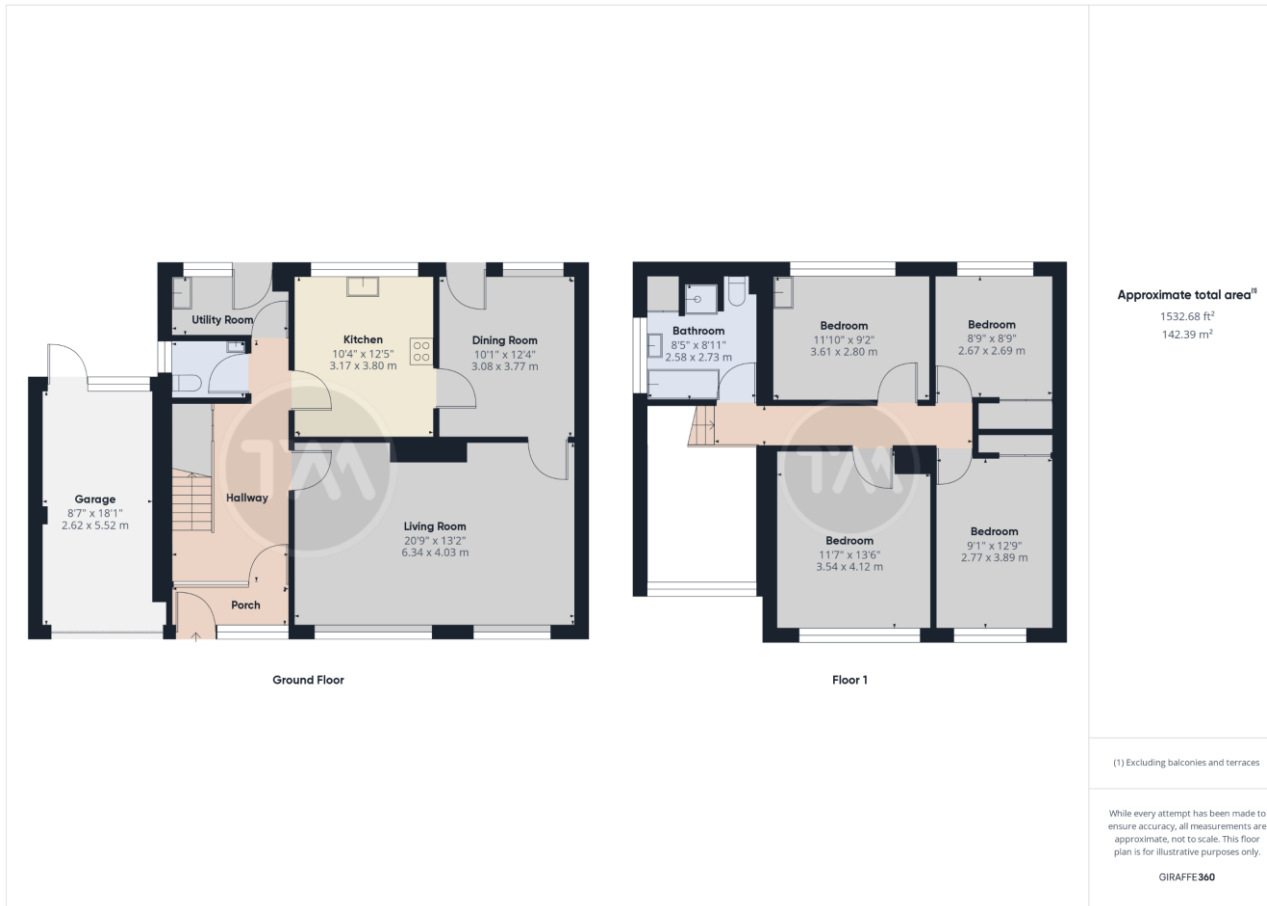 Utility Room
Kitchen
10'4" x 12'5"
3.17 x 3.80 m
Dining Room
10'1" x 12'4"
3.08 x 3.77 m
Garage
8'7" x 18'1"
2.62 x 5.52 m
Hallway
Living Room
20'9" x 13'2"
6.34 x 4.03 m
Porch
Ground Floor
Bathroom
8'5" x 8'11"
2.58 x 2.73 m
Bedroom
11'10" x 9'2"
3.61 x 2.80 m
Bedroom
8'9" x 8'9"
2.67 x 2.69 m
Bedroom
11'7" x 13'6"
3.54 x 4.12 m
Bedroom
9'1" x 12'9"
2.77 x 3.89 m
Floor 1
TM
TM
Approximate total area(1)
1532.68 ft²
142.39 m²
(1) Excluding balconies and terraces
While every attempt has been made to
ensure accuracy, all measurements are
approximate, not to scale. This floor
plan is for illustrative purposes only.
GIRAFFE360